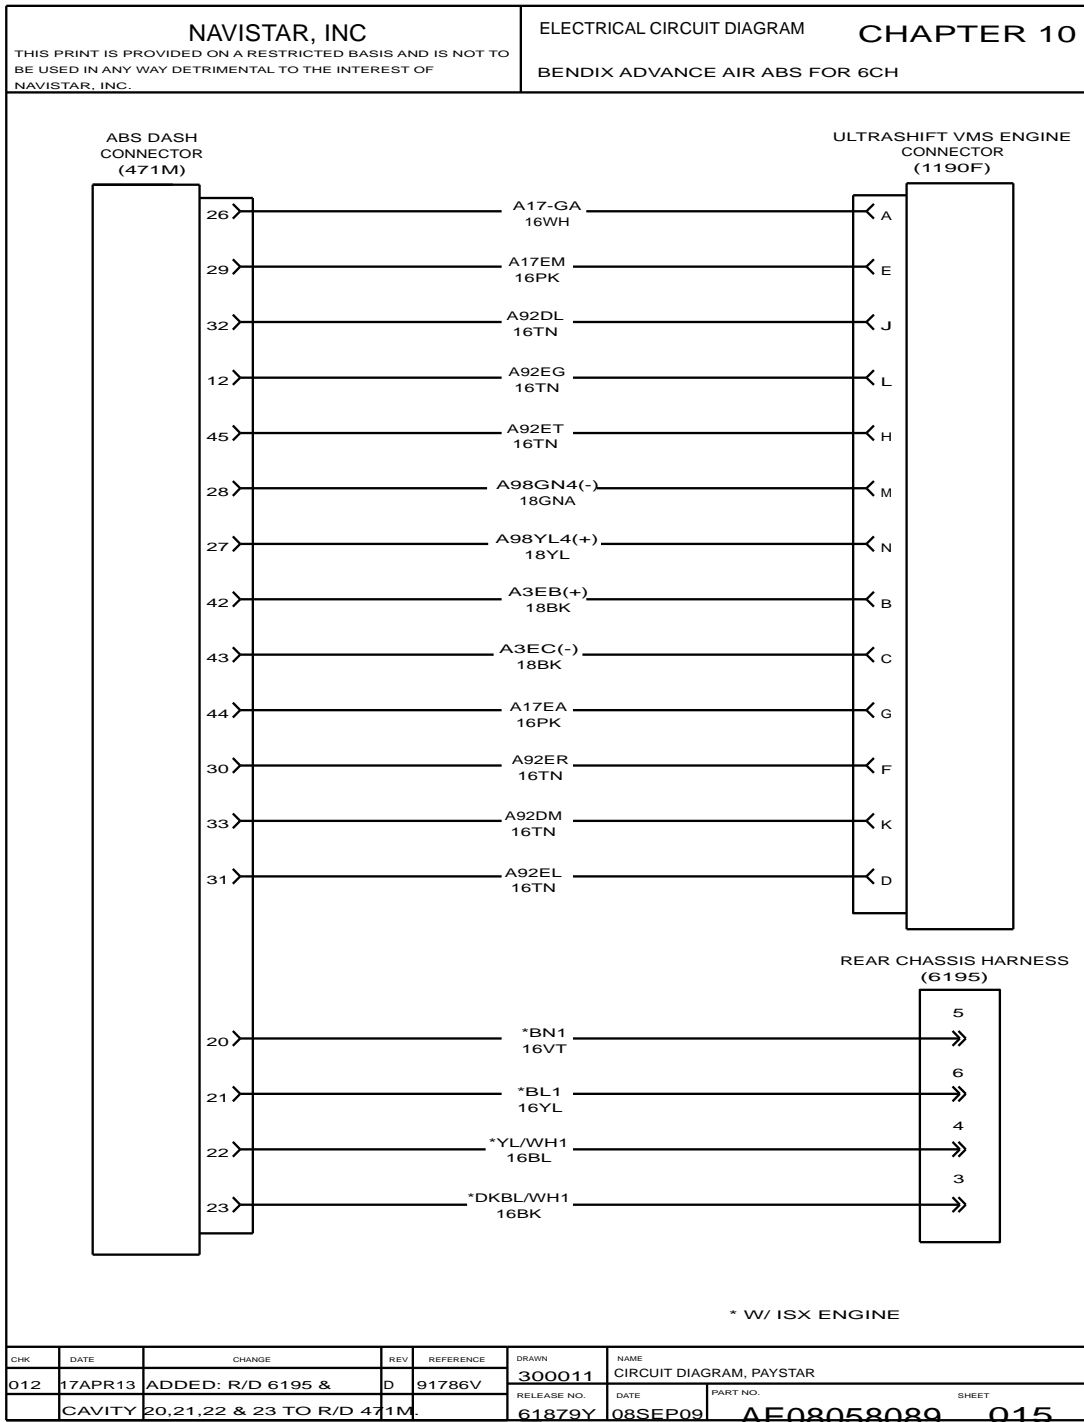 NAVISTAR, INC
THIS PRINT IS PROVIDED ON A RESTRICTED BASIS AND IS NOT TO
BE USED IN ANY WAY DETRIMENTAL TO THE INTEREST OF
NAVISTAR, INC.
ELECTRICAL CIRCUIT DIAGRAM CHAPTER 10
BENDIX ADVANCE AIR ABS FOR 6CH
ABS DASH
CONNECTOR
(471M)
ULTRASHIFT VMS ENGINE
CONNECTOR
(1190F)
26 A17-GA A
16WH
29 A17EM E
16PK
32 A92DL J
16TN
12 A92EG L
16TN
45 A92ET H
16TN
28 A98GN4(-) M
18GNA
27 A98YL4(+) N
18YL
42 A3EB(+) B
18BK
43 A3EC(-) C
18BK
44 A17EA G
16PK
30 A92ER F
16TN
33 A92DM K
16TN
31 A92EL D
16TN
REAR CHASSIS HARNESS
(6195)
20 *BN1 5
16VT
21 *BL1 6
16YL
22 *YL/WH1 4
16BL
23 *DKBL/WH1 3
16BK
* W/ ISX ENGINE
CHK DATE CHANGE REV REFERENCE
012 17APR13 ADDED: R/D 6195 & D 91786V
CAVITY 20,21,22 & 23 TO R/D 471M.
DRAWN
300011
NAME
CIRCUIT DIAGRAM, PAYSTAR
RELEASE NO.
61879Y
DATE
08SEP09
PART NO.
AF08058089
SHEET
015